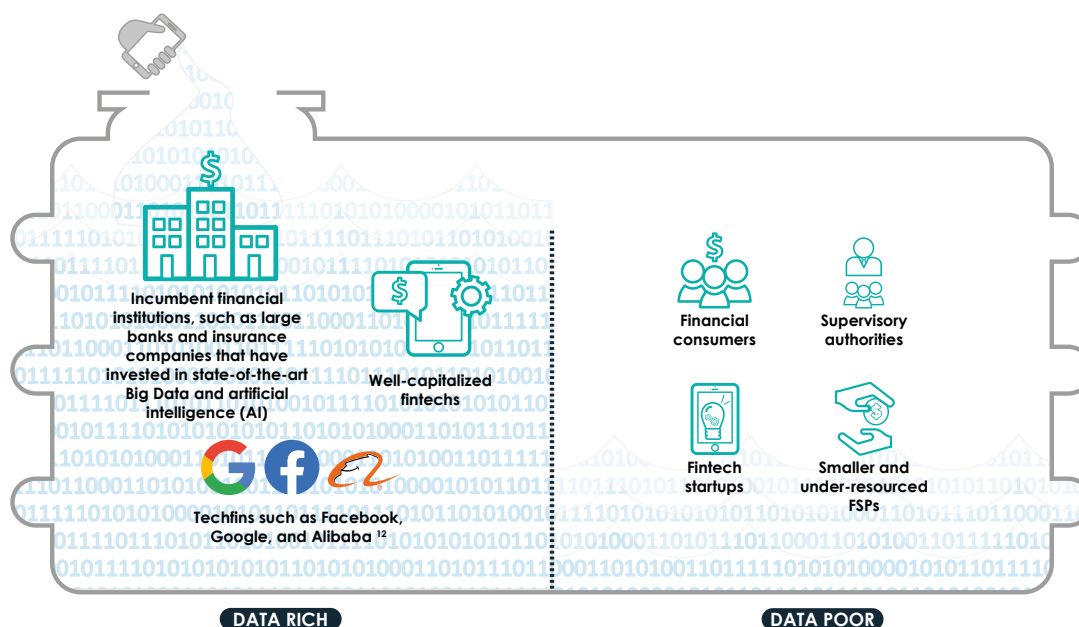 Incumbent financial
institutions, such as large
banks and insurance
companies that have
invested in state-of-the-art
Big Data and artificial
intelligence (AI)
Well-capitalized
fintechs
Techfins such as Facebook,
Google, and Alibaba 12
Financial
consumers
Supervisory
authorities
Fintech
startups
Smaller and
under-resourced
FSPs
DATA RICH
DATA POOR